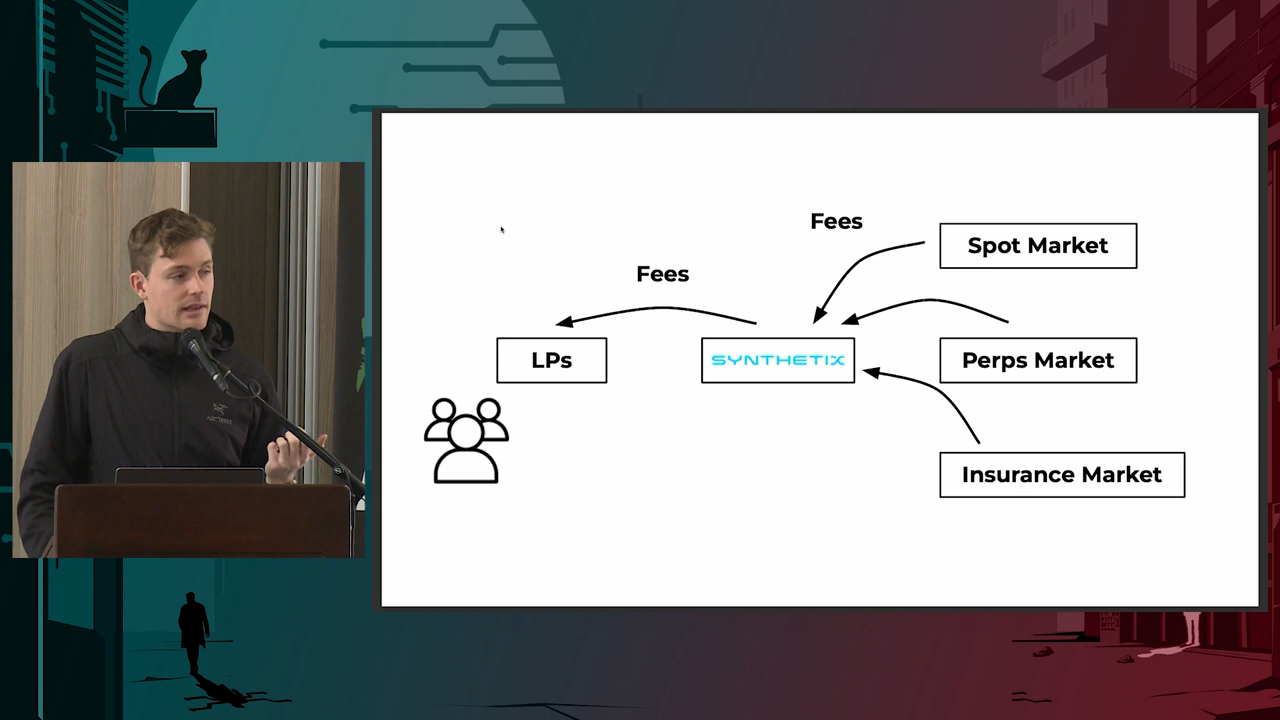 Fees
Spot Market
Fees
LPs
SYNTHETIX
Perps Market
Insurance Market